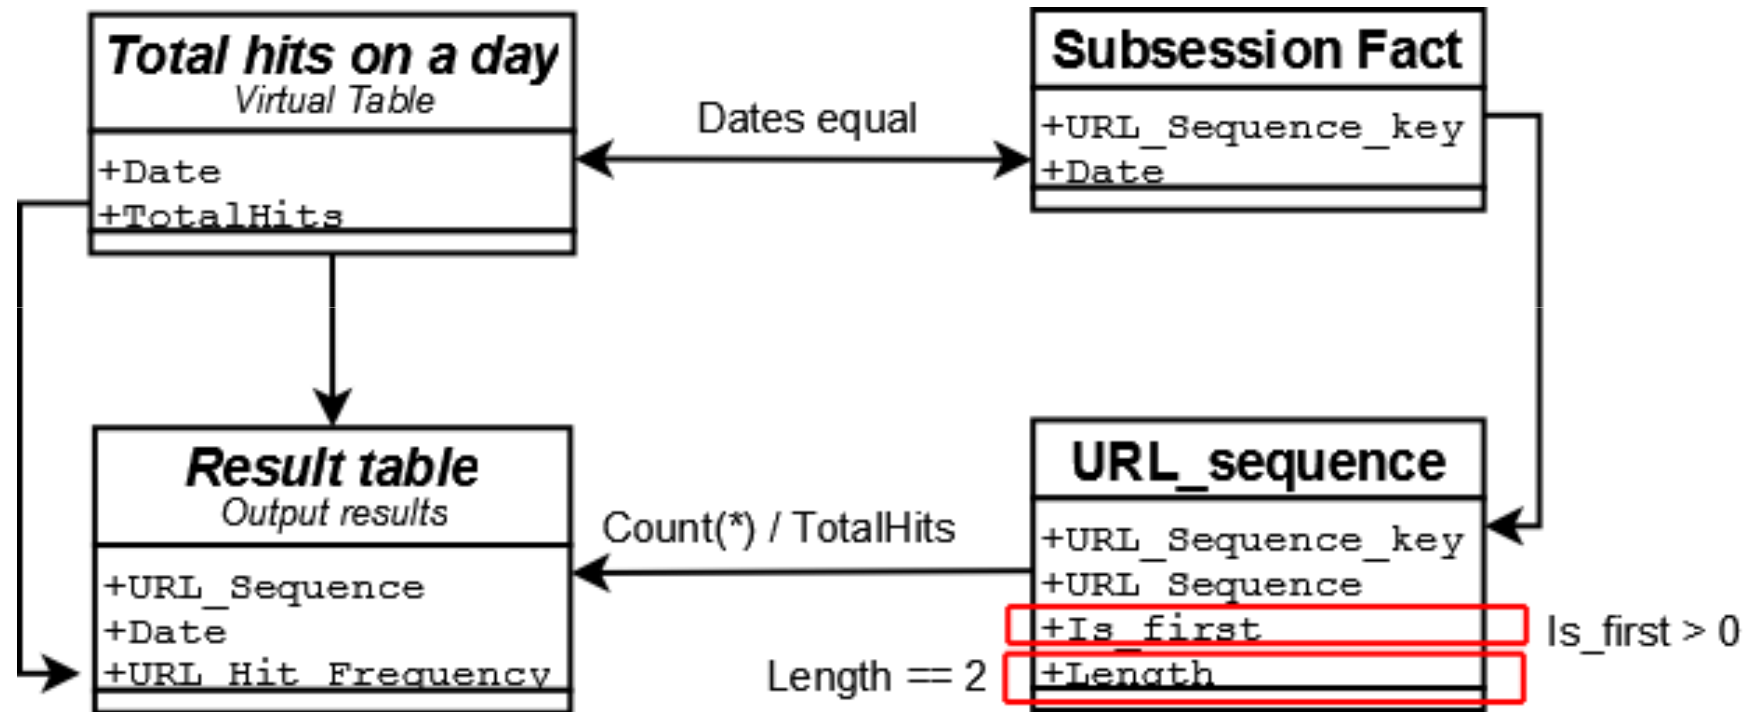 Total hits on a day
Virtual Table
+Date
+TotalHits
Dates equal
Subsession Fact
+URL_Sequence_key
+Date
Result table
Output results
+URL_Sequence
+Date
+URL_Hit_Frequency
Count(*) / TotalHits
URL_sequence
+URL_Sequence_key
+URL_Sequence
+Is_first
+Length
Is_first > 0
Length == 2